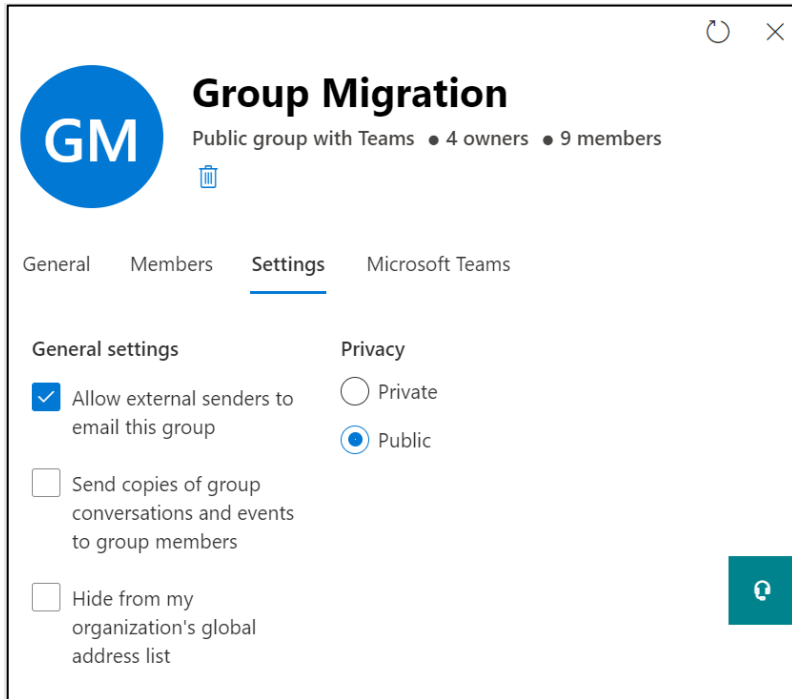 GM
Group Migration
Public group with Teams ● 4 owners ● 9 members
General Members Settings Microsoft Teams
General settings
Allow external senders to
email this group
Send copies of group
conversations and events
to group members
Hide from my
organization's global
address list
Privacy
Private
Public